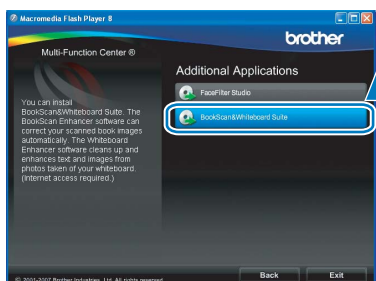 Macromedia Flash Player 8
brother
Multi-Function Center ®
Additional Applications
FaceFilter Studio
BookScan&Whiteboard Suite
You can install
BookScan&Whiteboard Suite. The
BookScan Enhancer software can
correct your scanned book images
automatically. The Whiteboard
Enhancer software cleans up and
enhances text and images from
photos taken of your whiteboard.
(Internet access required.)
© 2001-2007 Brother Industries, Ltd. All rights reserved.
Back
Exit